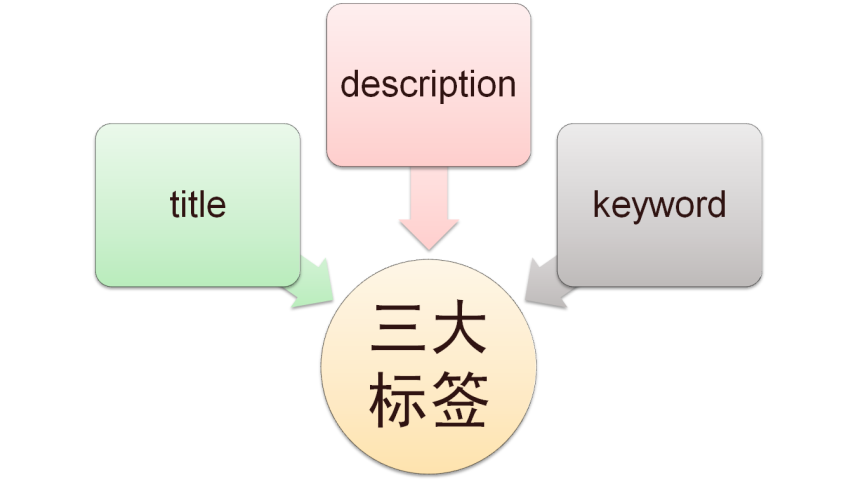 description
title
keyword
三大
标签